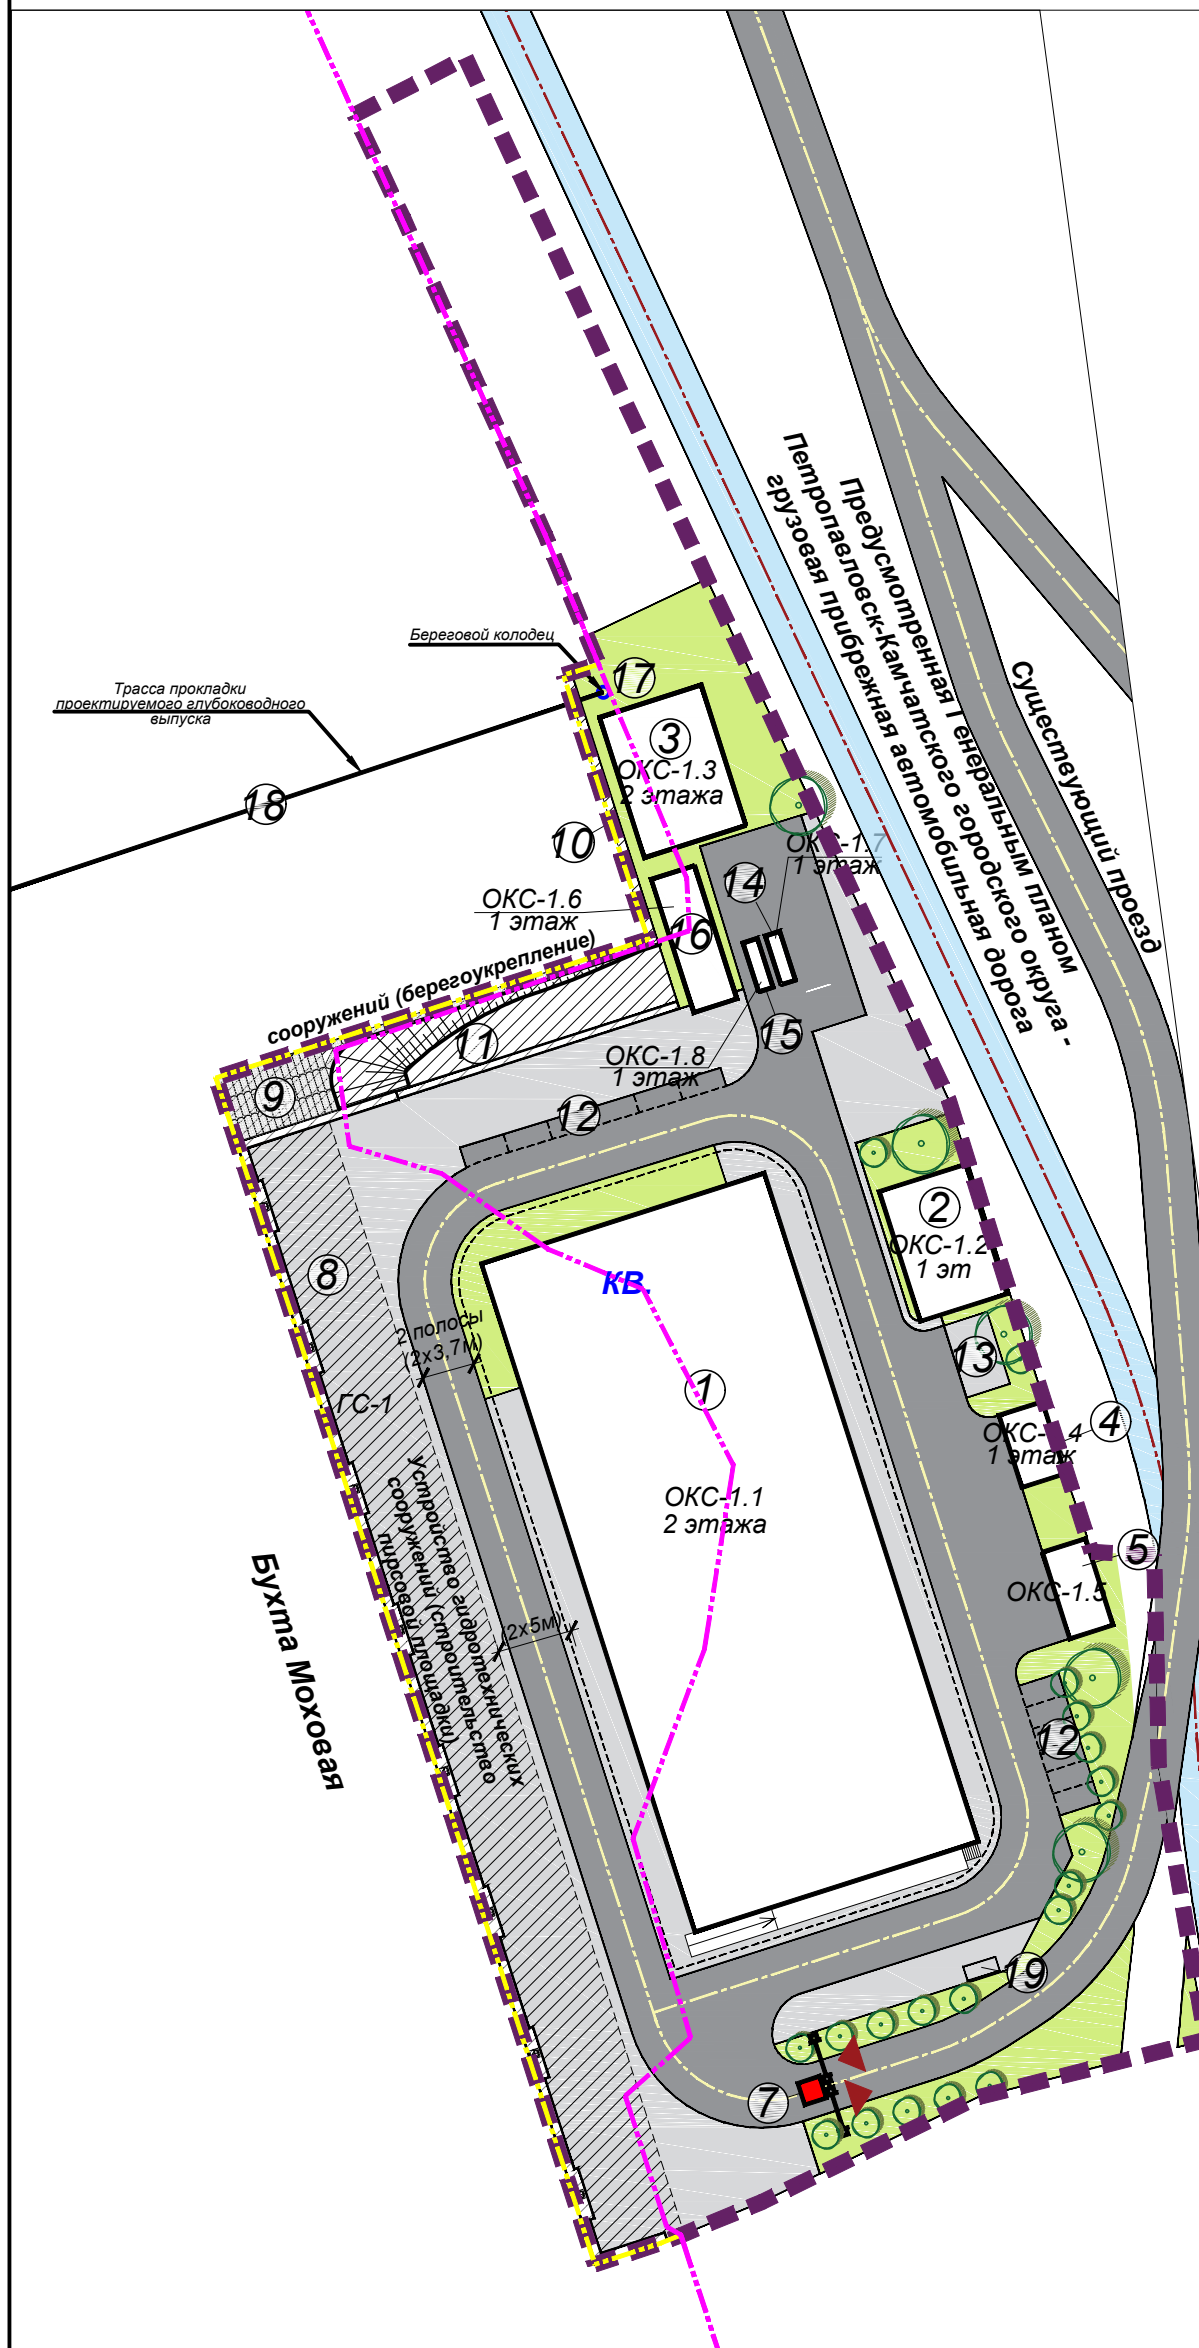 Предусмотренная Генеральным планом
Петропавловск-Камчатского городского округа -
грузовая прибрежная автомобильная дорога
Существующий проезд
Береговой колодец
17
Трасса прокладки
проектируемого глубоководного
выпуска
3
ОКС-1.3
2 этажа
18
10
ОКС-1.7
1 этаж
14
ОКС-1.6
1 этаж
16
сооружений (берегоукрепление)
11
15
ОКС-1.8
1 этаж
9
12
2
ОКС-1.2
1 эт
8
КВ.
2 полосы
(2х3,7м)
13
1
ГС-1
4
ОКС-1.4
1 этаж
ОКС-1.1
2 этажа
устройство гидротехнических
сооружений (строительство
пирсовой площадки)
5
ОКС-1.5
Бухта Моховая
(2х5м)
12
19
7